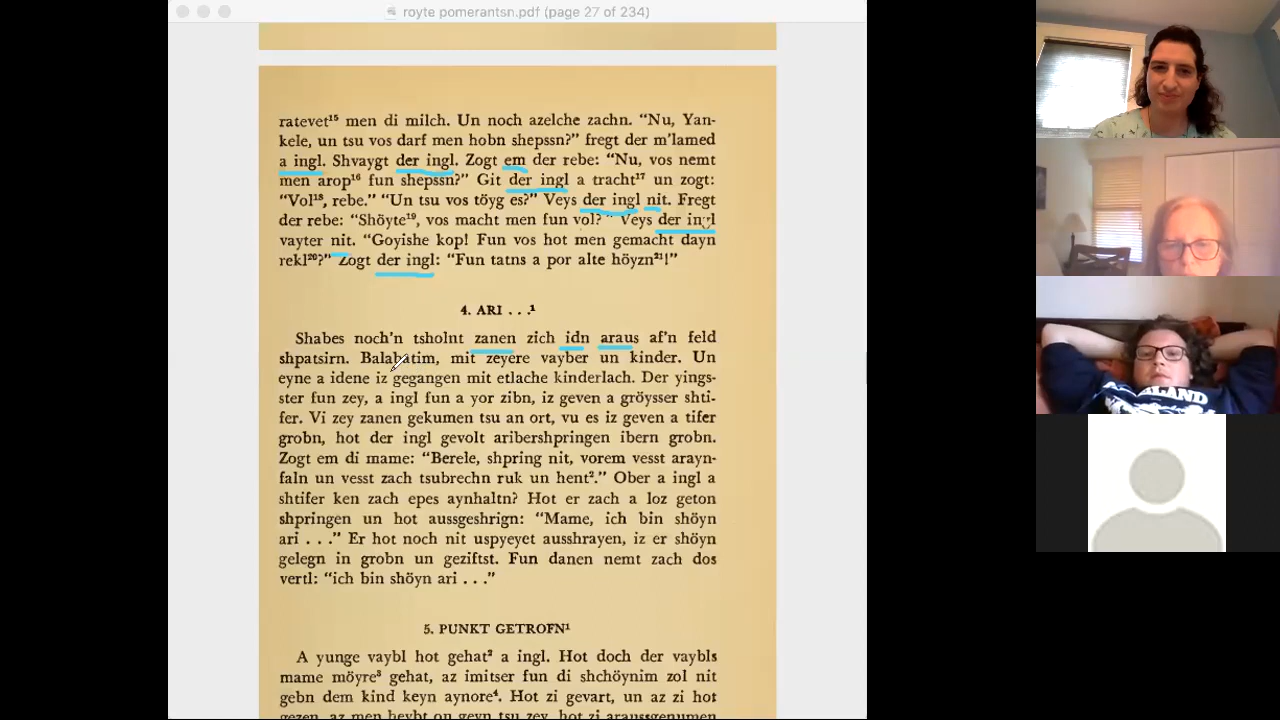 royte pomerantsn.pdf (page 27 of 234)
ratevet¹⁵ men di milch. Un noch azelche zachn. “Nu, Yan-
kele, un tsu vos darf men hobn shepssn?” fregt der m’lamed
a ingl. Shvaygt der ingl. Zogt em der rebe: “Nu, vos nemt
men arop¹⁶ fun shepssn?” Git der ingl a tracht¹⁷ un zogt:
“Vol¹⁸, rebe.” “Un tsu vos töyg es?” Veys der ingl nit. Fregt
der rebe: “Shöyte¹⁹, vos macht men fun vol?” Veys der ingl
vayter nit. “Goyishe kop! Fun vos hot men gemacht dayn
rekl²⁰?” Zogt der ingl: “Fun tatns a por alte höyzn²¹!”
4. ARI . . .¹
Shabes noch’n tsholnt zanen zich idn araus af’n feld
shpatsirn. Balabatim, mit zeyere vayber un kinder. Un
eyne a idene iz gegangen mit etlache kinderlach. Der yings-
ster fun zey, a ingl fun a yor zibn, iz geven a gröysser shti-
fer. Vi zey zanen gekumen tsu an ort, vu es iz geven a tifer
grobn, hot der ingl gevolt aribershpringen ibern grobn.
Zogt em di mame: “Berele, shpring nit, vorem vesst arayn-
faln un vesst zach tsubrechn ruk un hent².” Ober a ingl a
shtifer ken zach epes aynhaltn? Hot er zach a loz geton
shpringen un hot aussgeshrign: “Mame, ich bin shöyn
ari . . .” Er hot noch nit uspyeyet ausshrayen, iz er shöyn
gelegn in grobn un geziftst. Fun danen nemt zach dos
vertl: “ich bin shöyn ari . . .”
5. PUNKT GETROFN¹
A yunge vaybl hot gehat² a ingl. Hot doch der vaybls
mame möyre³ gehat, az imitser fun di shchöynim zol nit
gebn dem kind keyn aynore⁴. Hot zi gevart, un az zi hot
gezen, az men heybt on geyn tsu zey, hot zi araussgenumen